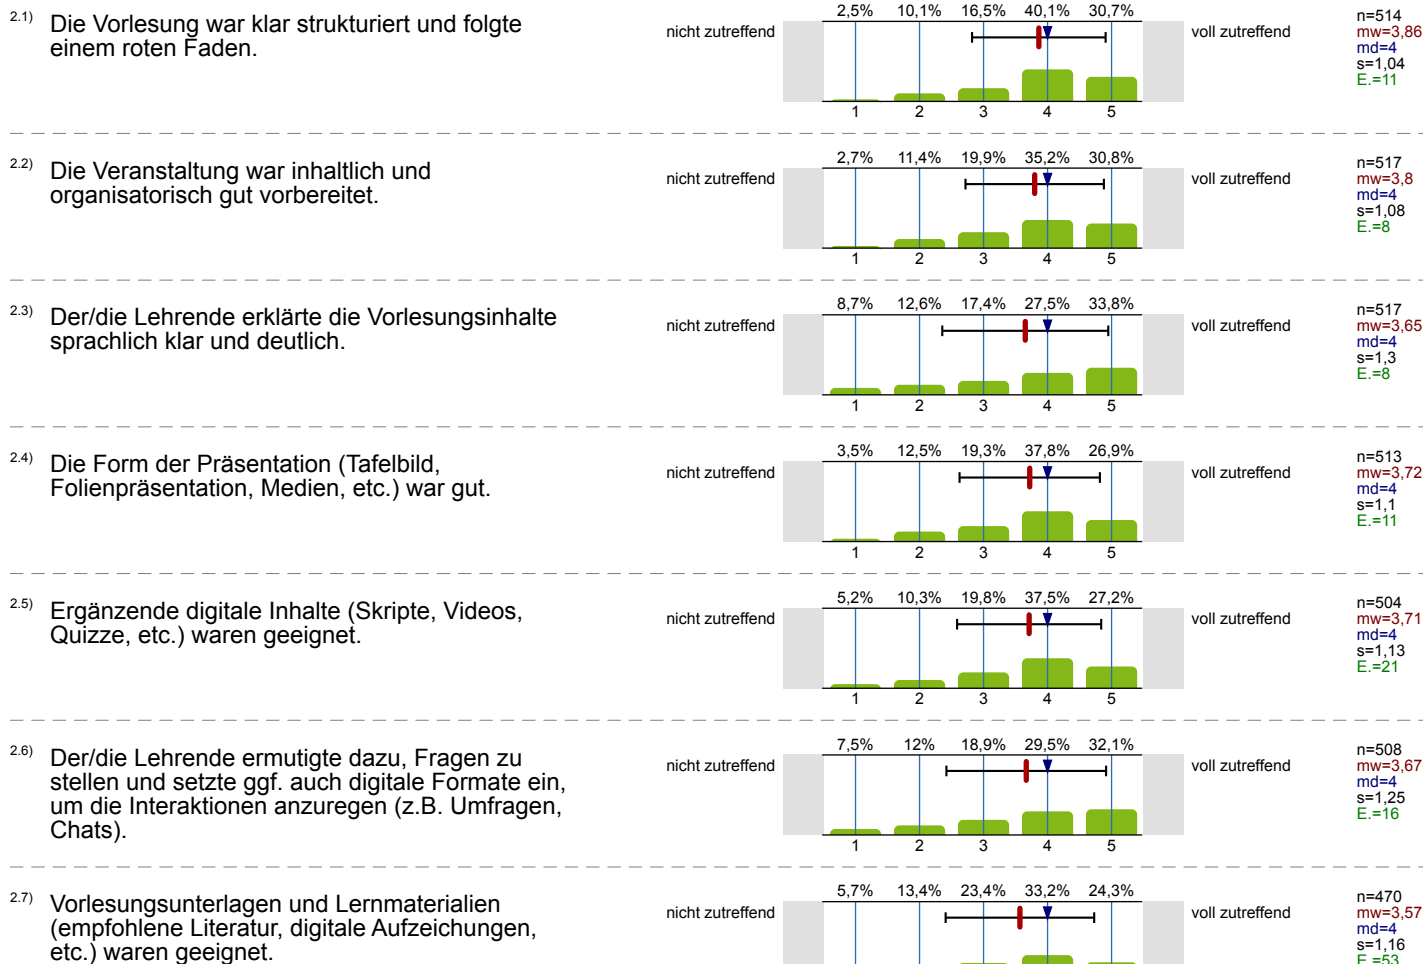 2.1) Die Vorlesung war klar strukturiert und folgte
einem roten Faden.
nicht zutreffend
2,5% 10,1% 16,5% 40,1% 30,7%
1 2 3 4 5
voll zutreffend
n=514
mw=3,86
md=4
s=1,04
E.=11
2.2) Die Veranstaltung war inhaltlich und
organisatorisch gut vorbereitet.
nicht zutreffend
2,7% 11,4% 19,9% 35,2% 30,8%
1 2 3 4 5
voll zutreffend
n=517
mw=3,8
md=4
s=1,08
E.=8
2.3) Der/die Lehrende erklärte die Vorlesungsinhalte
sprachlich klar und deutlich.
nicht zutreffend
8,7% 12,6% 17,4% 27,5% 33,8%
1 2 3 4 5
voll zutreffend
n=517
mw=3,65
md=4
s=1,3
E.=8
2.4) Die Form der Präsentation (Tafelbild,
Folienpräsentation, Medien, etc.) war gut.
nicht zutreffend
3,5% 12,5% 19,3% 37,8% 26,9%
1 2 3 4 5
voll zutreffend
n=513
mw=3,72
md=4
s=1,1
E.=11
2.5) Ergänzende digitale Inhalte (Skripte, Videos,
Quizze, etc.) waren geeignet.
nicht zutreffend
5,2% 10,3% 19,8% 37,5% 27,2%
1 2 3 4 5
voll zutreffend
n=504
mw=3,71
md=4
s=1,13
E.=21
2.6) Der/die Lehrende ermutigte dazu, Fragen zu
stellen und setzte ggf. auch digitale Formate ein,
um die Interaktionen anzuregen (z.B. Umfragen,
Chats).
nicht zutreffend
7,5% 12% 18,9% 29,5% 32,1%
1 2 3 4 5
voll zutreffend
n=508
mw=3,67
md=4
s=1,25
E.=16
2.7) Vorlesungsunterlagen und Lernmaterialien
(empfohlene Literatur, digitale Aufzeichungen,
etc.) waren geeignet.
nicht zutreffend
5,7% 13,4% 23,4% 33,2% 24,3%
voll zutreffend
n=470
mw=3,57
md=4
s=1,16
E.=53